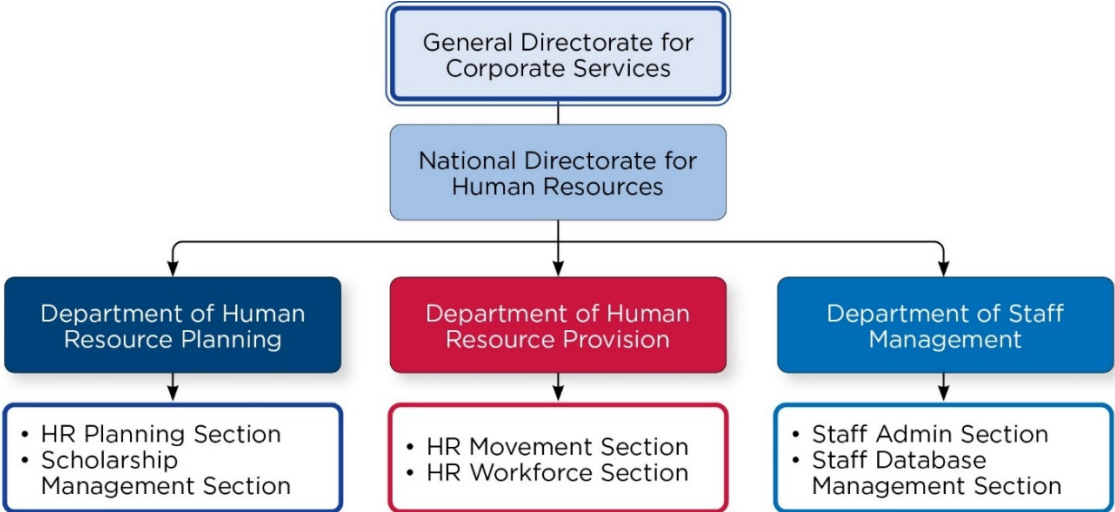 General Directorate for
Corporate Services
National Directorate for
Human Resources
Department of Human
Resource Planning
Department of Human
Resource Provision
Department of Staff
Management
• HR Planning Section
• Scholarship
Management Section
• HR Movement Section
• HR Workforce Section
• Staff Admin Section
• Staff Database
Management Section